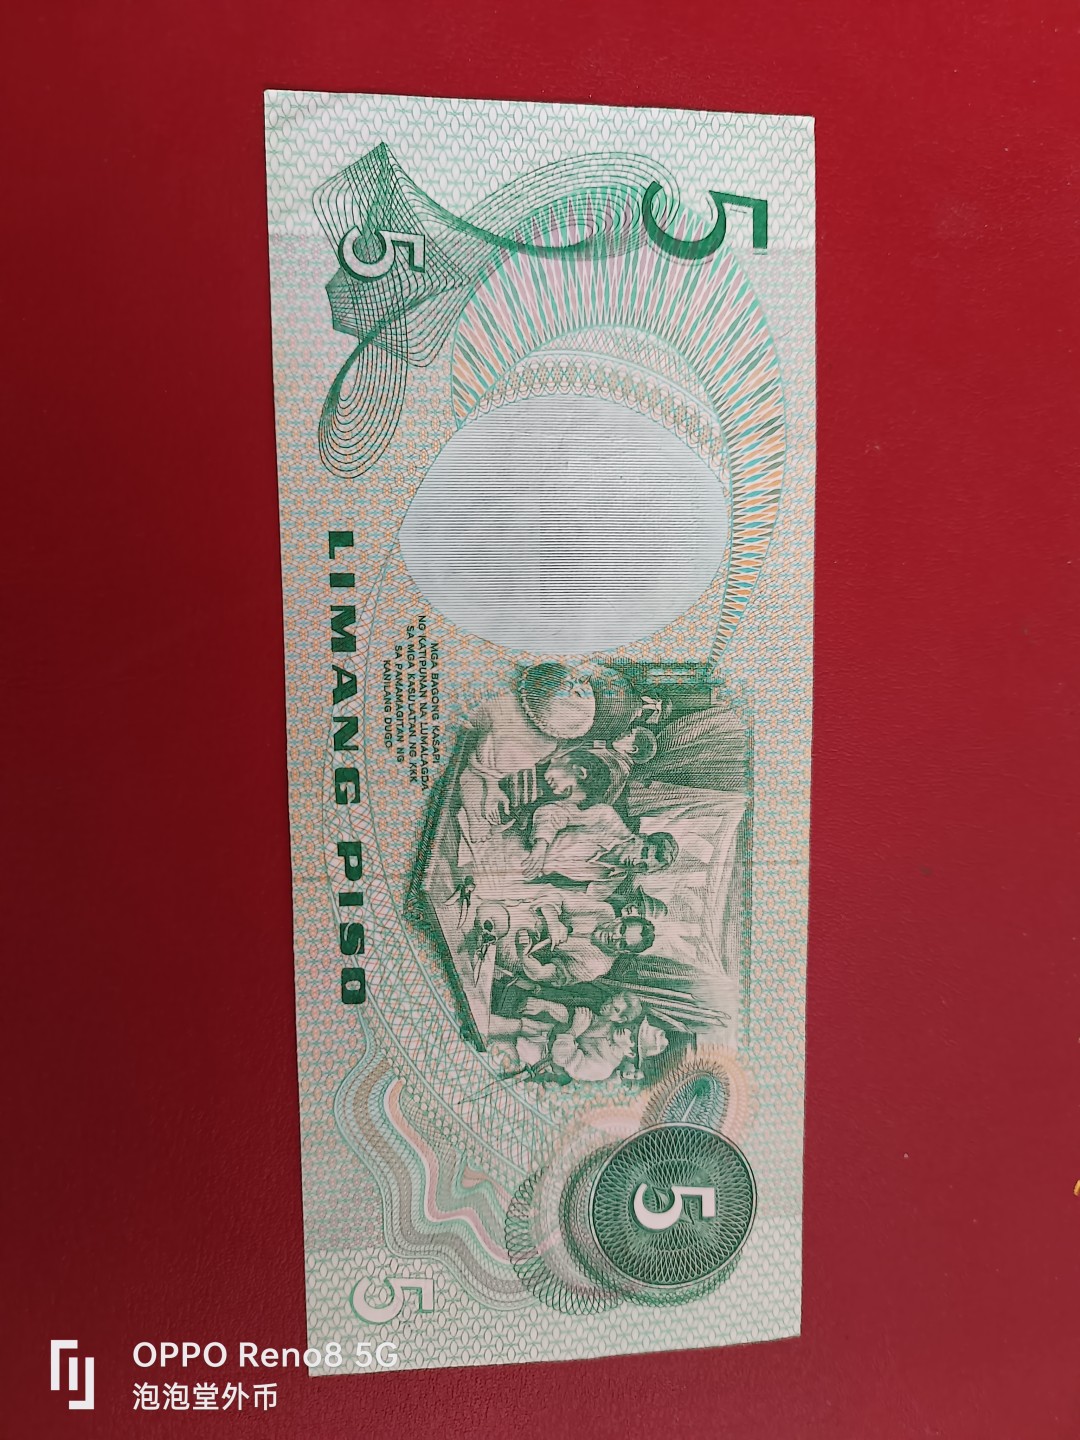 5
5
LIMANG PISO
MGA BAGONG KASAPI
NG KATIPUNAN NA LUMALAGDA
SA MGA KASULATAN NG KKK
SA PAMAMAGITAN NG
KANILANG DUGO
5
5
OPPO Reno8 5G
泡泡堂外币